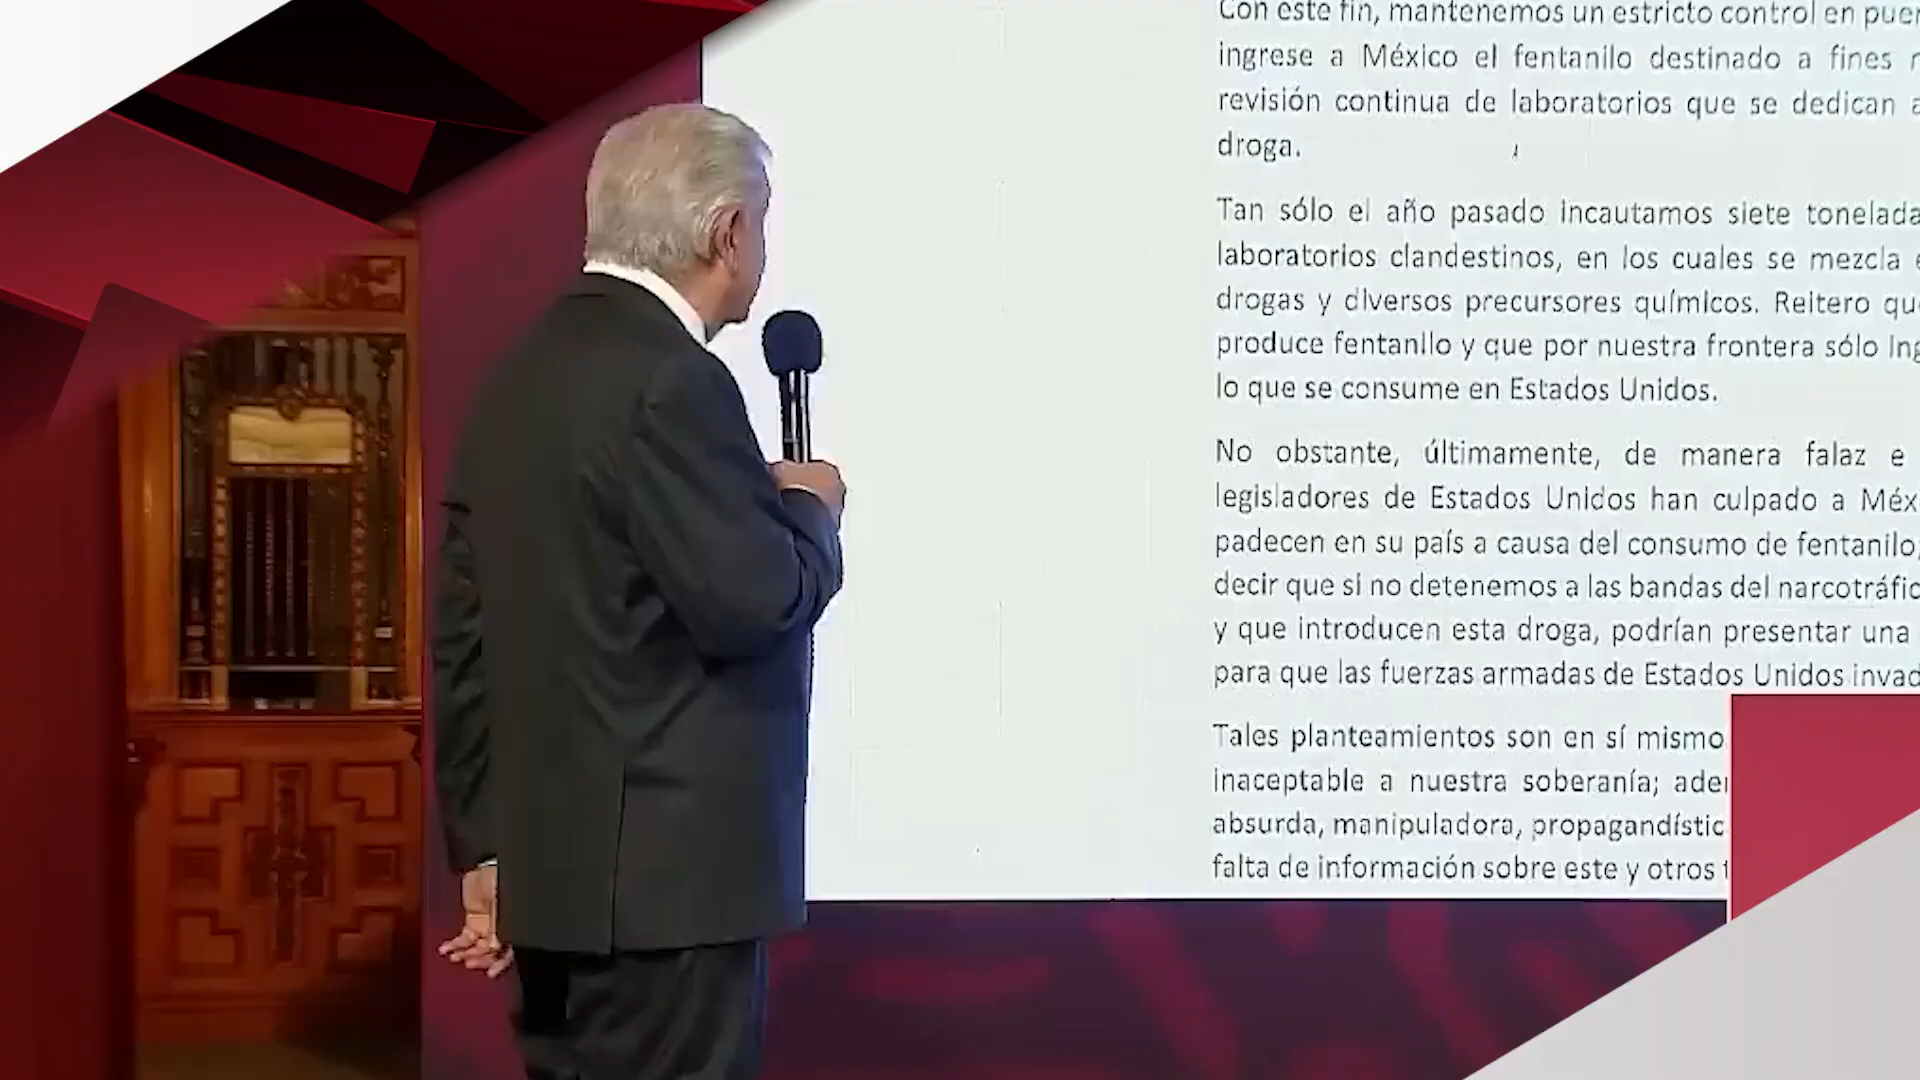 Con este fin, mantenemos un estricto control en puer
ingrese a México el fentanilo destinado a fines
revisión continua de laboratorios que se dedican a
droga.
Tan sólo el año pasado incautamos siete tonelada
laboratorios clandestinos, en los cuales se mezcla e
drogas y diversos precursores químicos. Reitero qu
produce fentanilo y que por nuestra frontera sólo ing
lo que se consume en Estados Unidos.
No obstante, últimamente, de manera falaz e
legisladores de Estados Unidos han culpado a Méx
padecen en su país a causa del consumo de fentanilo;
decir que si no detenemos a las bandas del narcotráfic
y que introducen esta droga, podrían presentar una
para que las fuerzas armadas de Estados Unidos invad
Tales planteamientos son en sí mismo
inaceptable a nuestra soberanía; ade
absurda, manipuladora, propagandístic
falta de información sobre este y otros